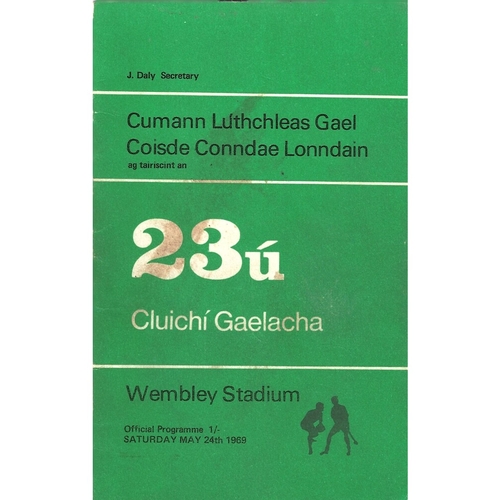 J. Daly Secretary
Cumann Lúthchleas Gael
Coisde Conndae Lonndain
ag tairiscint an
23ú
Cluichí Gaelacha
Wembley Stadium
Official Programme 1/-
SATURDAY MAY 24th 1969